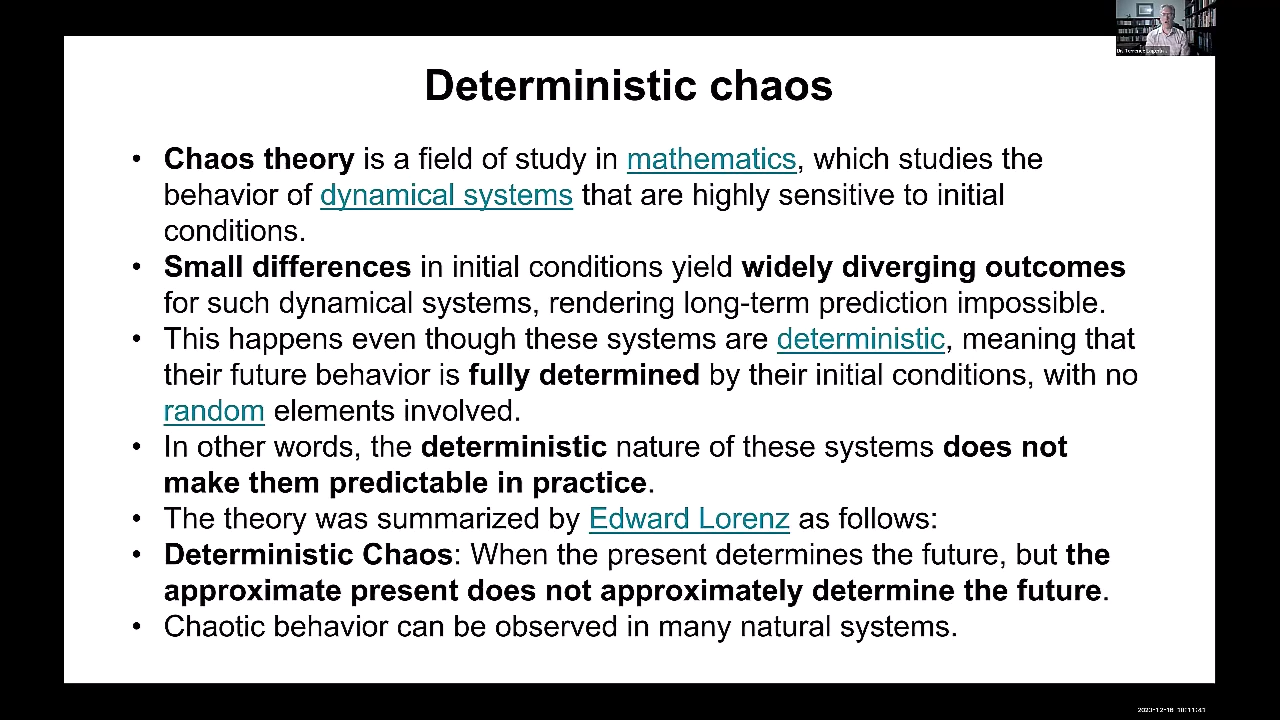 Deterministic chaos
• Chaos theory is a field of study in mathematics, which studies the
behavior of dynamical systems that are highly sensitive to initial
conditions.
• Small differences in initial conditions yield widely diverging outcomes
for such dynamical systems, rendering long-term prediction impossible.
• This happens even though these systems are deterministic, meaning that
their future behavior is fully determined by their initial conditions, with no
random elements involved.
• In other words, the deterministic nature of these systems does not
make them predictable in practice.
• The theory was summarized by Edward Lorenz as follows:
• Deterministic Chaos: When the present determines the future, but the
approximate present does not approximately determine the future.
• Chaotic behavior can be observed in many natural systems.
Dr. Terrence